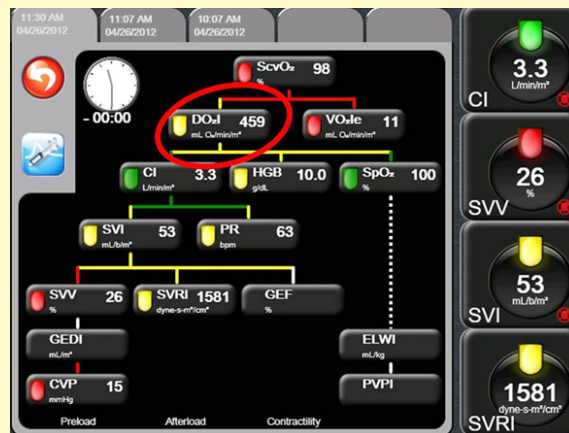 11:30 AM
04/26/2012
11:07 AM
04/26/2012
10:07 AM
04/26/2012
ScvO₂ 98
%
- 00:00
DO₂I 459
mL O₂/min/m²
VO₂Ie 11
mL O₂/min/m²
CI 3.3
L/min/m²
HGB 10.0
g/dL
SpO₂ 100
%
SVI 53
mL/b/m²
PR 63
bpm
SVV 26
%
SVRI 1581
dyne-s-m²/cm⁵
GEF
%
GEDI
mL/m²
ELWI
mL/kg
CVP 15
mmHg
PVPI
Preload Afterload Contractility
3.3
L/min/m²
CI
26
%
SVV
53
mL/b/m²
SVI
1581
dyne-s-m²/cm⁵
SVRI